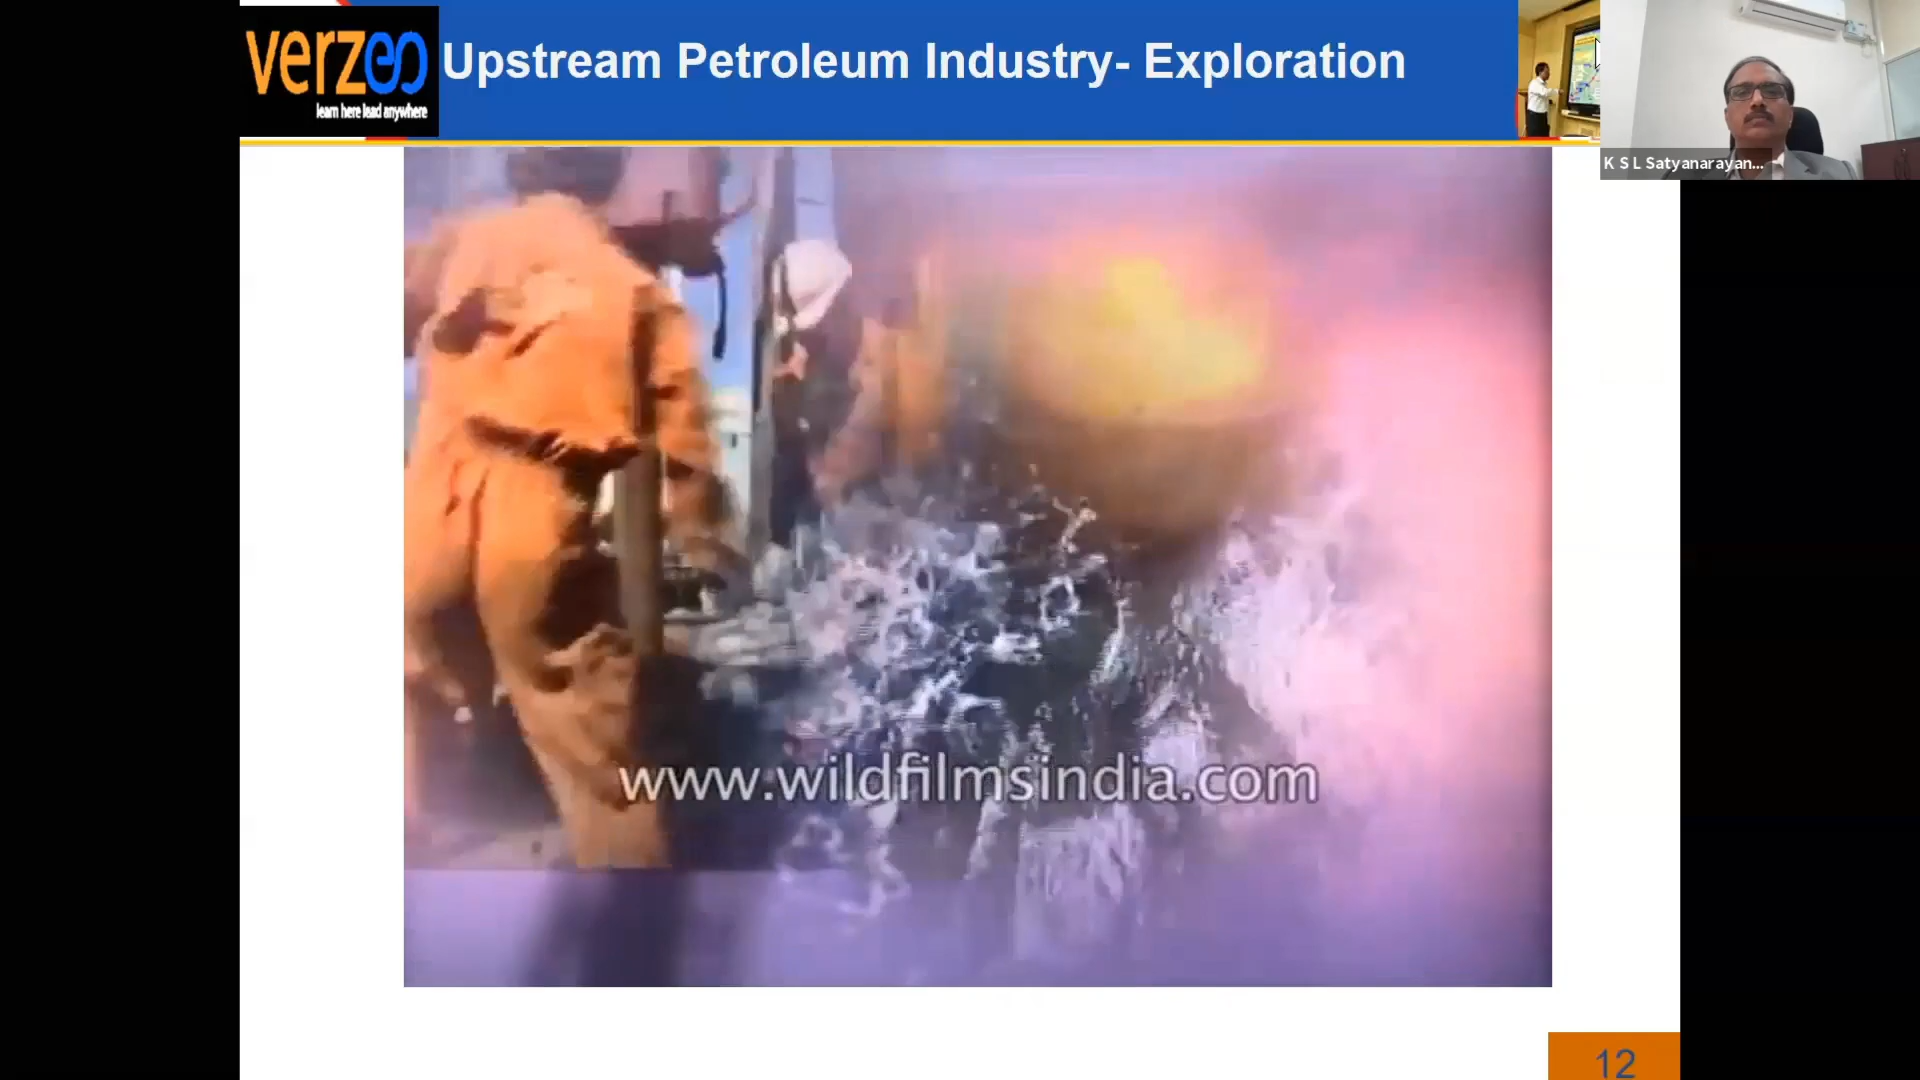 verzeo
learn here lead anywhere
Upstream Petroleum Industry- Exploration
K S L Satyanarayan...
www.wildfilmsindia.com
12